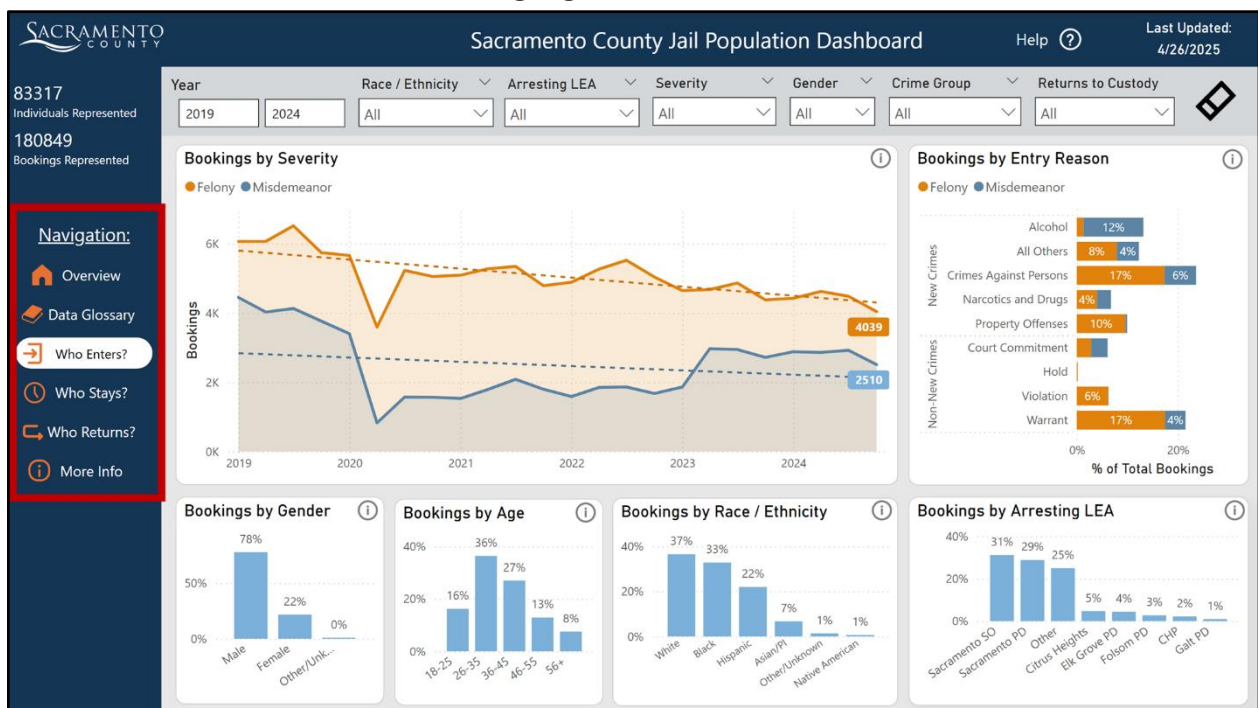 SACRAMENTO
COUNTY
Sacramento County Jail Population Dashboard
Help ?
Last Updated:
4/26/2025
83317
Individuals Represented
180849
Bookings Represented
Year
2019
2024
Race / Ethnicity
All
Arresting LEA
All
Severity
All
Gender
All
Crime Group
All
Returns to Custody
All
Navigation:
Overview
Data Glossary
Who Enters?
Who Stays?
Who Returns?
More Info
Bookings by Severity
Felony Misdemeanor
Bookings
6K
4K
2K
0K
4039
2510
2019 2020 2021 2022 2023 2024
Bookings by Entry Reason
Felony Misdemeanor
New Crimes
Alcohol 12%
All Others 8% 4%
Crimes Against Persons 17% 6%
Narcotics and Drugs 4%
Property Offenses 10%
Non-New Crimes
Court Commitment
Hold
Violation 6%
Warrant 17% 4%
0% 20%
% of Total Bookings
Bookings by Gender
78%
22%
0%
50%
0%
Male Female Other/Unk...
Bookings by Age
40%
20%
0%
16% 36% 27% 13% 8%
18-25 26-35 36-45 46-55 56+
Bookings by Race / Ethnicity
40%
20%
0%
37% 33% 22% 7% 1% 1%
White Black Hispanic Asian/PI Other/Unknown Native American
Bookings by Arresting LEA
40%
20%
0%
31% 29% 25% 5% 4% 3% 2% 1%
Sacramento SO Sacramento PD Other Citrus Heights Elk Grove PD Folsom PD CHP Galt PD